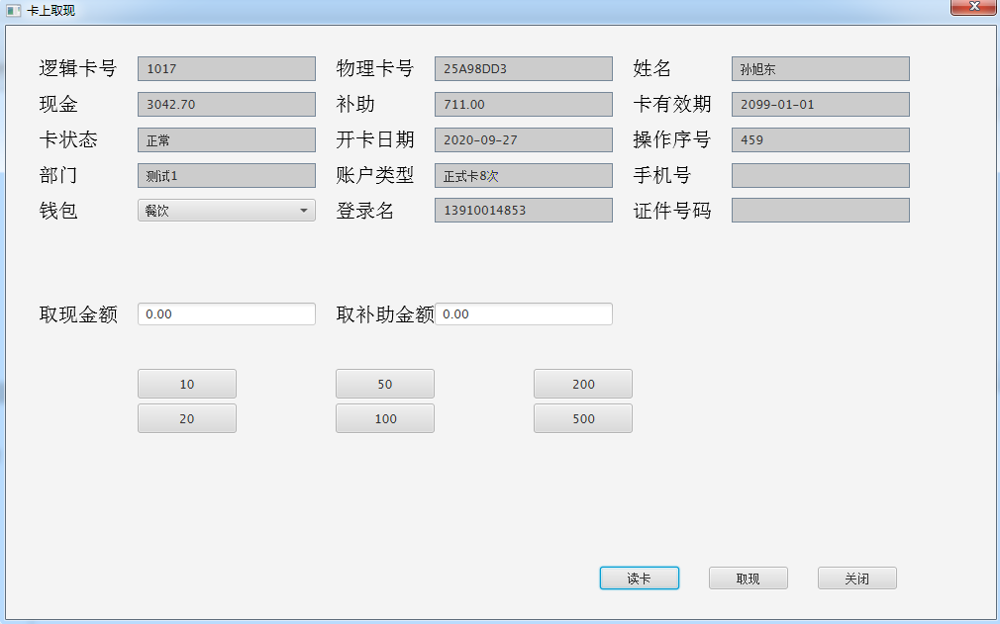 卡上取现
逻辑卡号 1017 物理卡号 25A98DD3 姓名 孙旭东
现金 3042.70 补助 711.00 卡有效期 2099-01-01
卡状态 正常 开卡日期 2020-09-27 操作序号 459
部门 测试1 账户类型 正式卡8次 手机号
钱包 餐饮 登录名 13910014853 证件号码
取现金额 0.00 取补助金额 0.00
10 50 200
20 100 500
读卡 取现 关闭